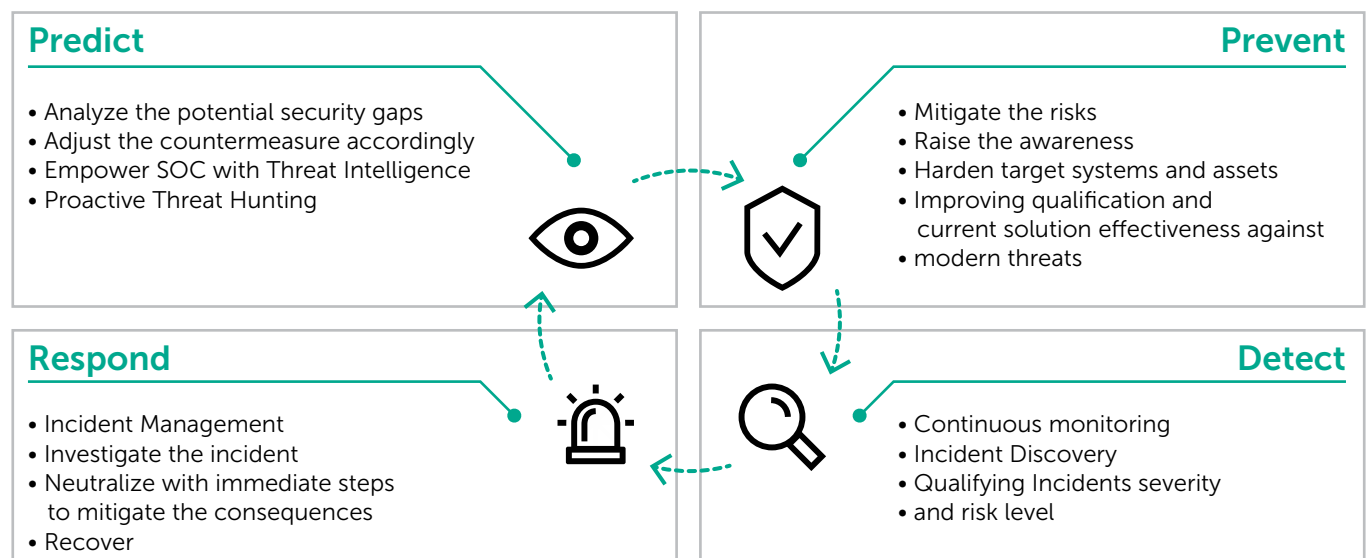 Predict
• Analyze the potential security gaps
• Adjust the countermeasure accordingly
• Empower SOC with Threat Intelligence
• Proactive Threat Hunting
Prevent
• Mitigate the risks
• Raise the awareness
• Harden target systems and assets
• Improving qualification and
current solution effectiveness against
• modern threats
Respond
• Incident Management
• Investigate the incident
• Neutralize with immediate steps
to mitigate the consequences
• Recover
Detect
• Continuous monitoring
• Incident Discovery
• Qualifying Incidents severity
• and risk level